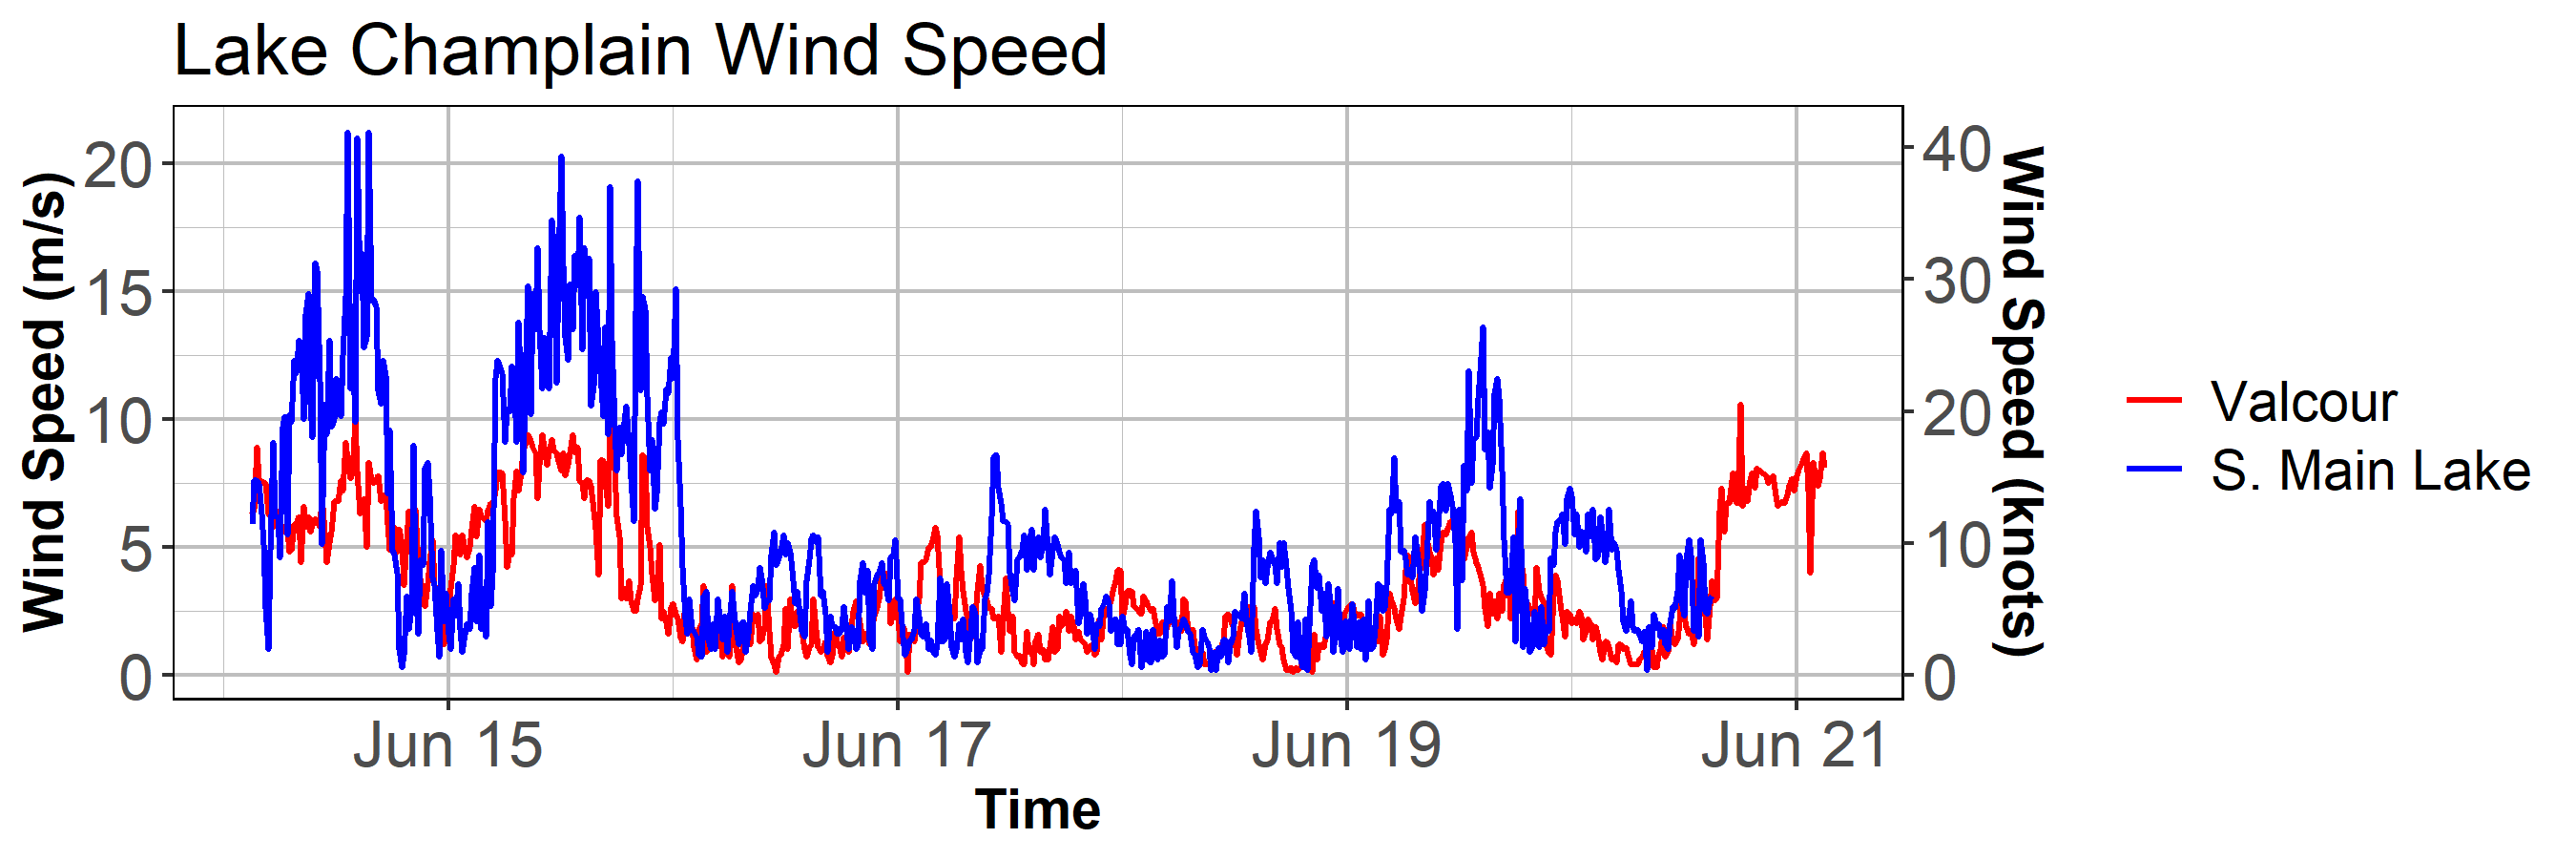 Lake Champlain Wind Speed
Wind Speed (m/s)
20
15
10
5
0
40
30
20
10
0
Wind Speed (knots)
Jun 15
Jun 17
Jun 19
Jun 21
Time
Valcour
S. Main Lake